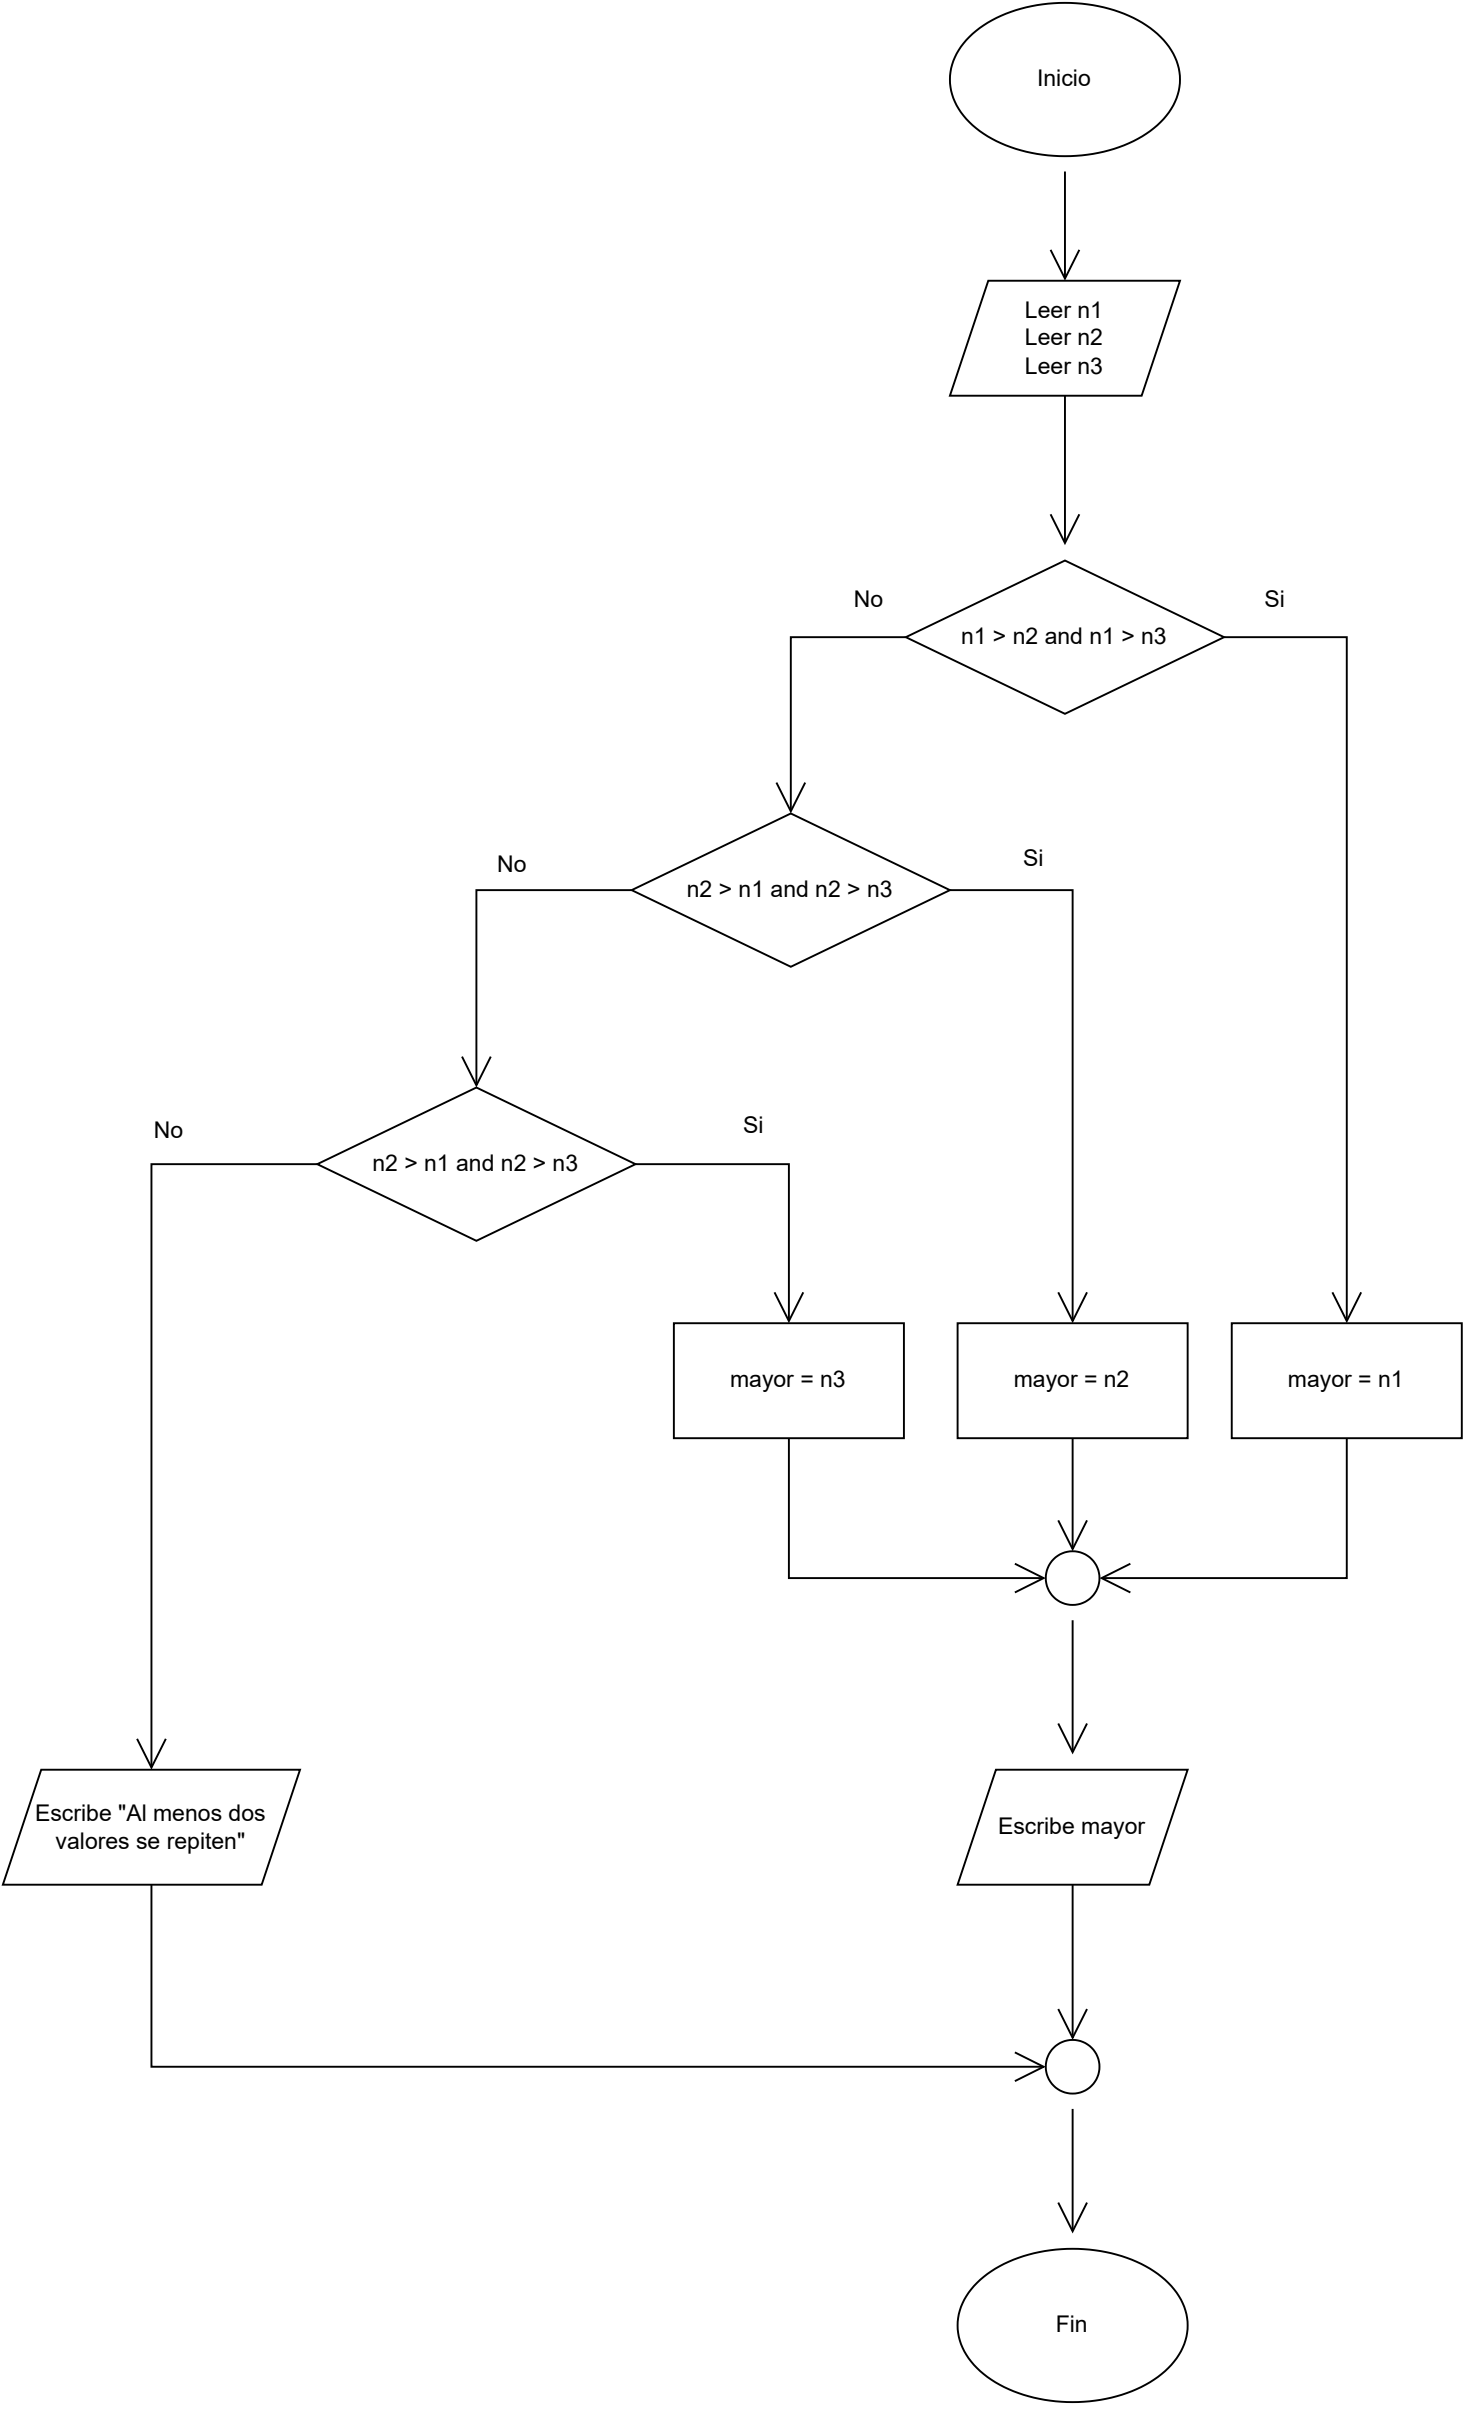 Inicio
Leer n1
Leer n2
Leer n3
No
Si
n1 > n2 and n1 > n3
No
Si
n2 > n1 and n2 > n3
No
Si
n2 > n1 and n2 > n3
mayor = n3
mayor = n2
mayor = n1
Escribe "Al menos dos
valores se repiten"
Escribe mayor
Fin